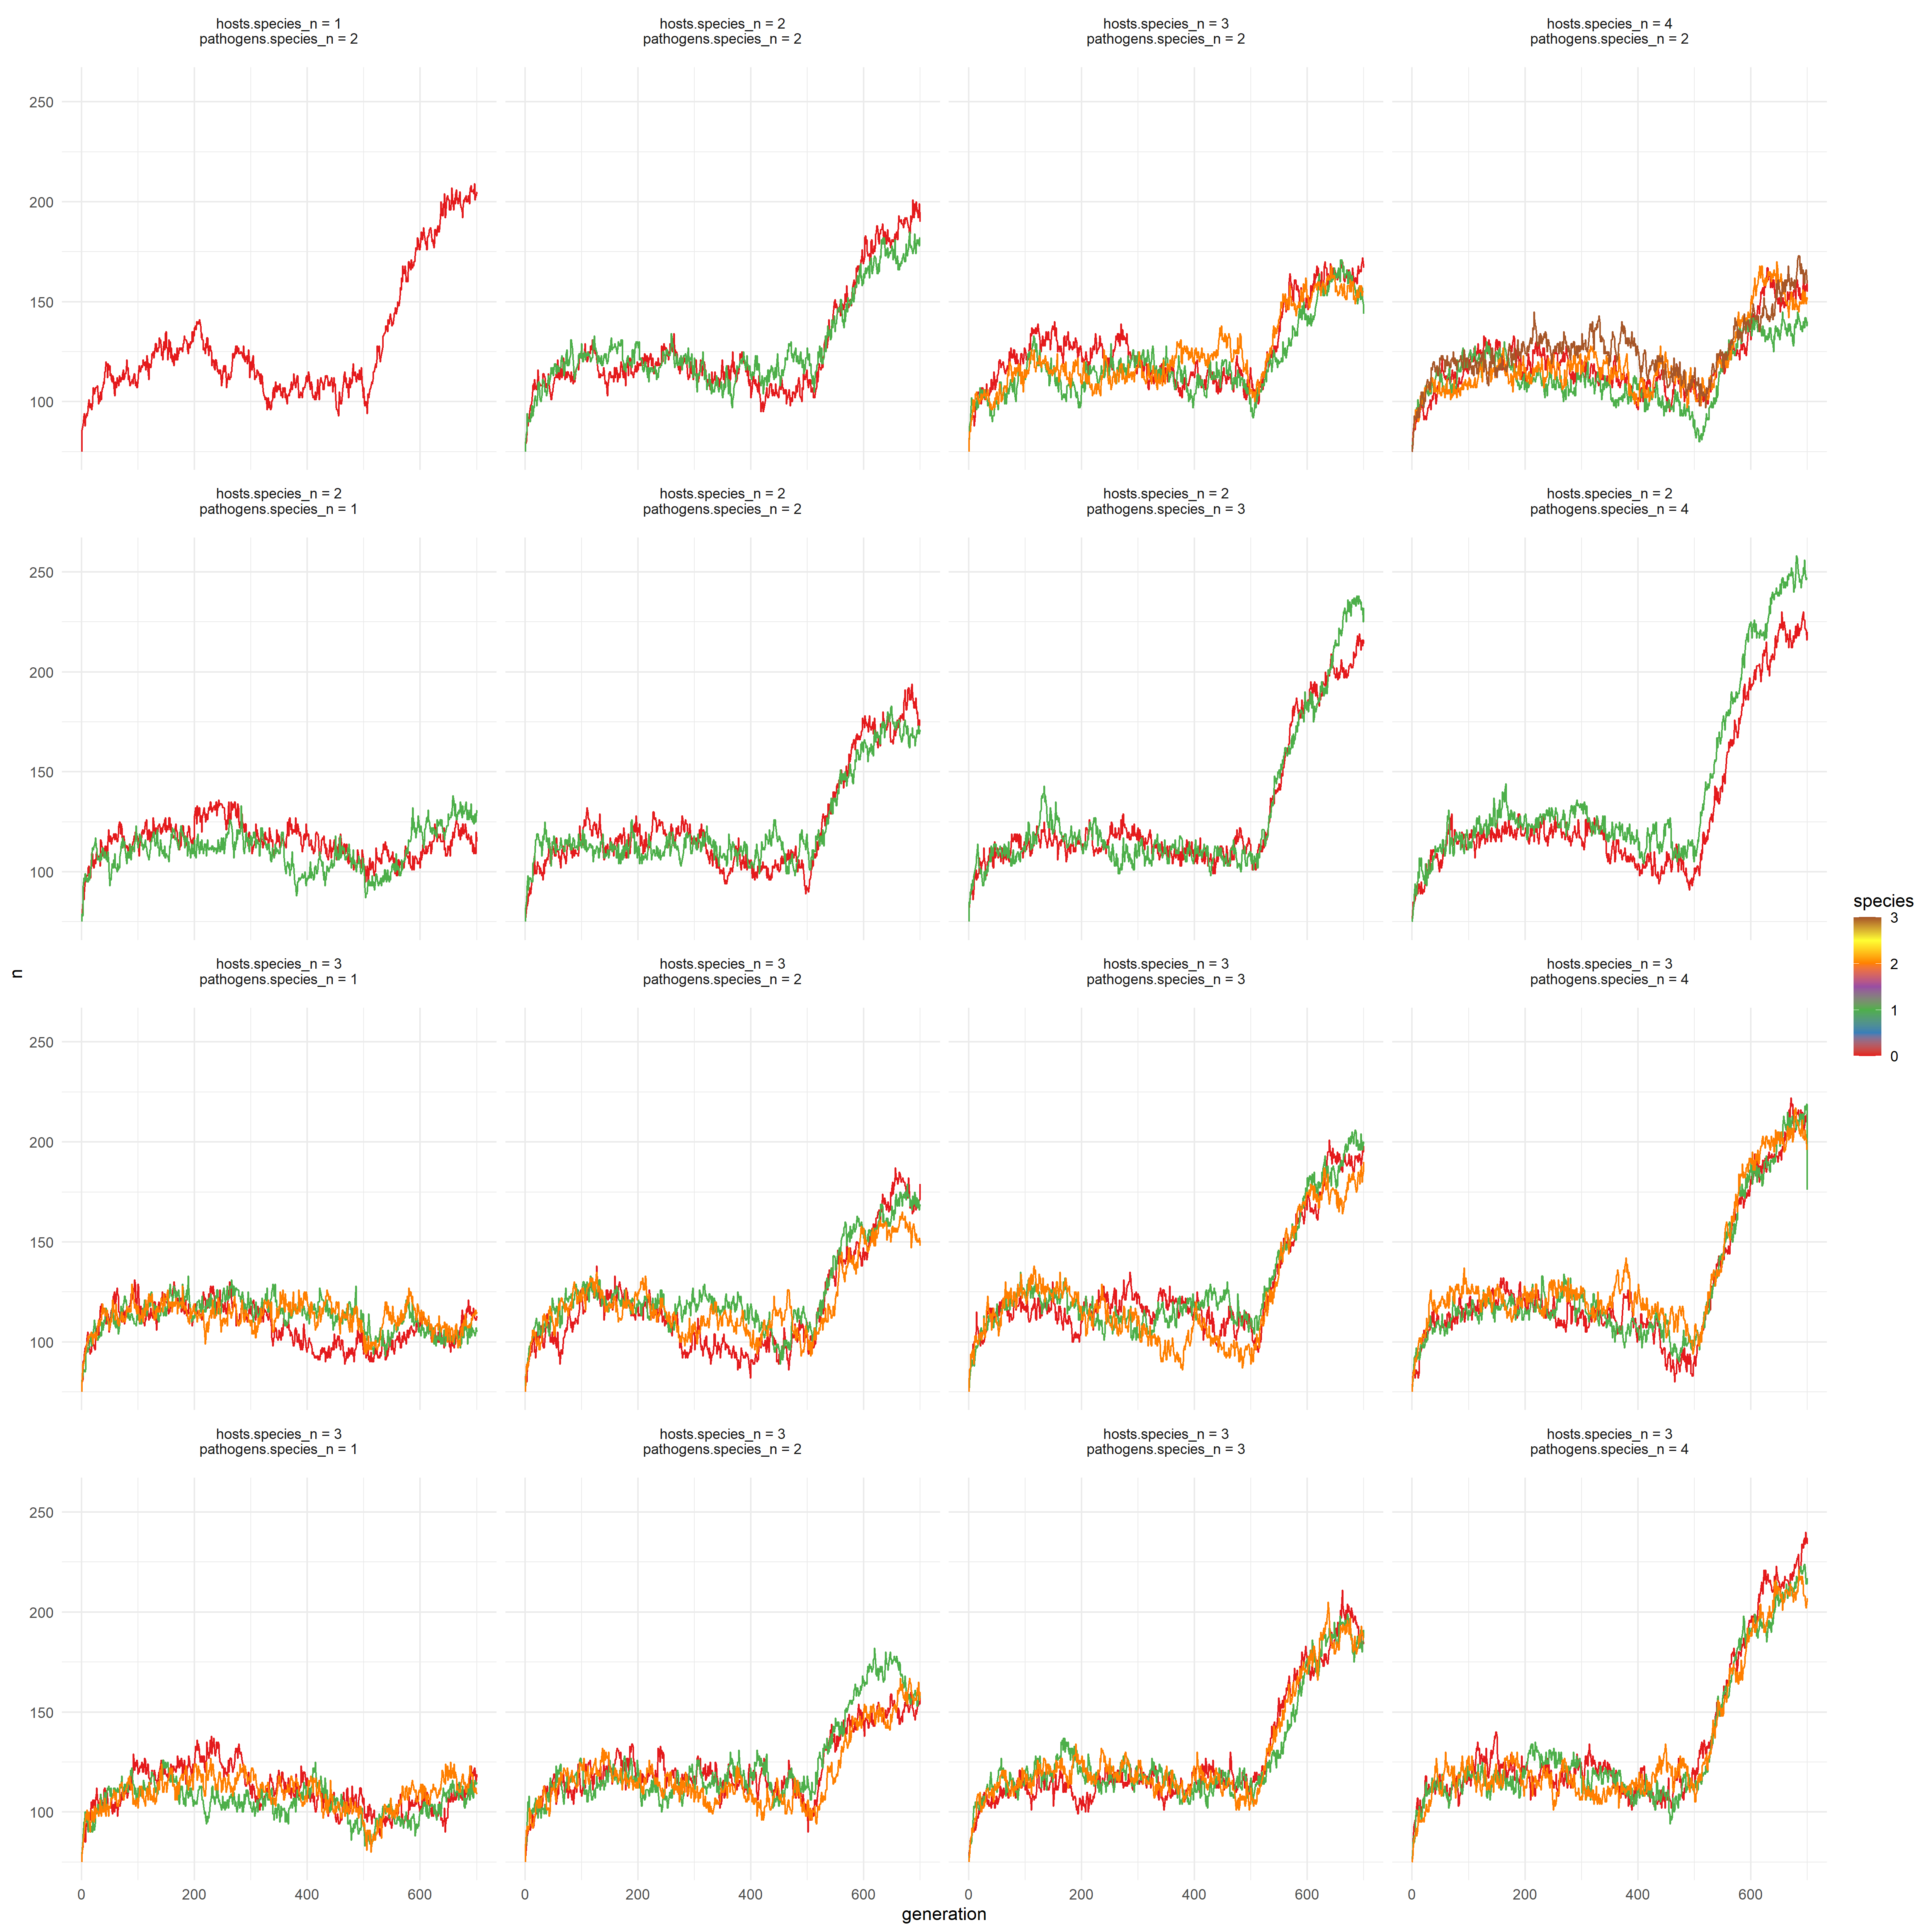 hosts.species_n = 1
pathogens.species_n = 2
hosts.species_n = 2
pathogens.species_n = 2
hosts.species_n = 3
pathogens.species_n = 2
hosts.species_n = 4
pathogens.species_n = 2
250
200
150
100
hosts.species_n = 2
pathogens.species_n = 1
hosts.species_n = 2
pathogens.species_n = 2
hosts.species_n = 2
pathogens.species_n = 3
hosts.species_n = 2
pathogens.species_n = 4
250
200
150
100
n
hosts.species_n = 3
pathogens.species_n = 1
hosts.species_n = 3
pathogens.species_n = 2
hosts.species_n = 3
pathogens.species_n = 3
hosts.species_n = 3
pathogens.species_n = 4
250
200
150
100
hosts.species_n = 3
pathogens.species_n = 1
hosts.species_n = 3
pathogens.species_n = 2
hosts.species_n = 3
pathogens.species_n = 3
hosts.species_n = 3
pathogens.species_n = 4
250
200
150
100
0 200 400 600
0 200 400 600
0 200 400 600
0 200 400 600
generation
species
3
2
1
0